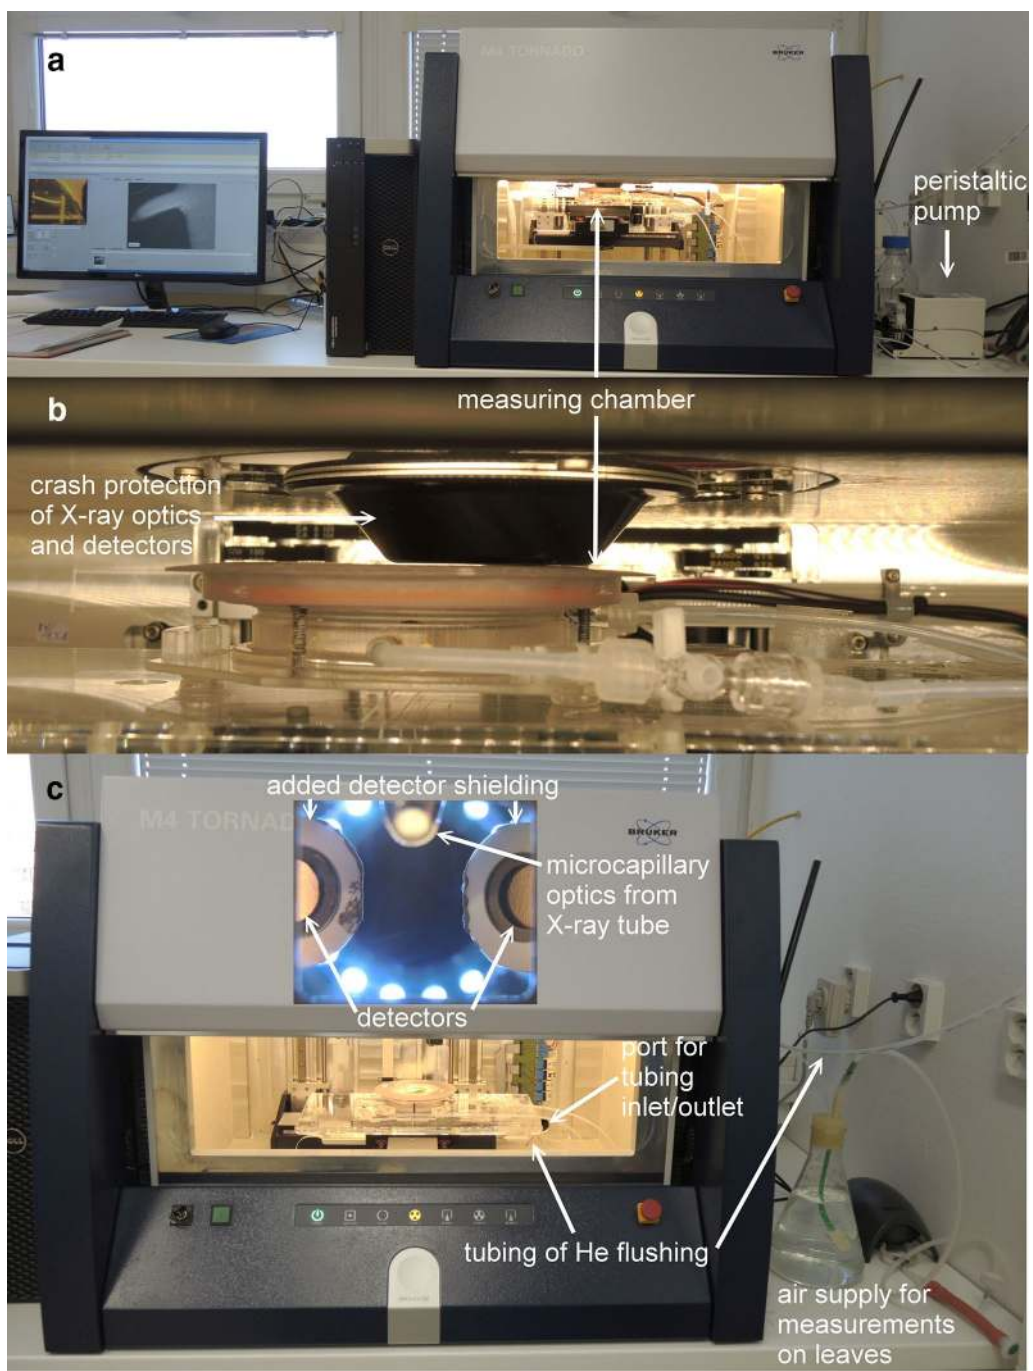 a
M4 TORNADO
BRUKER
DELL
peristaltic
pump
measuring chamber
b
crash protection
of X-ray optics
and detectors
c
added detector shielding
M4 TORNADO
BRUKER
microcapillary
optics from
X-ray tube
detectors
port for
tubing
inlet/outlet
DELL
tubing of He flushing
air supply for
measurements
on leaves